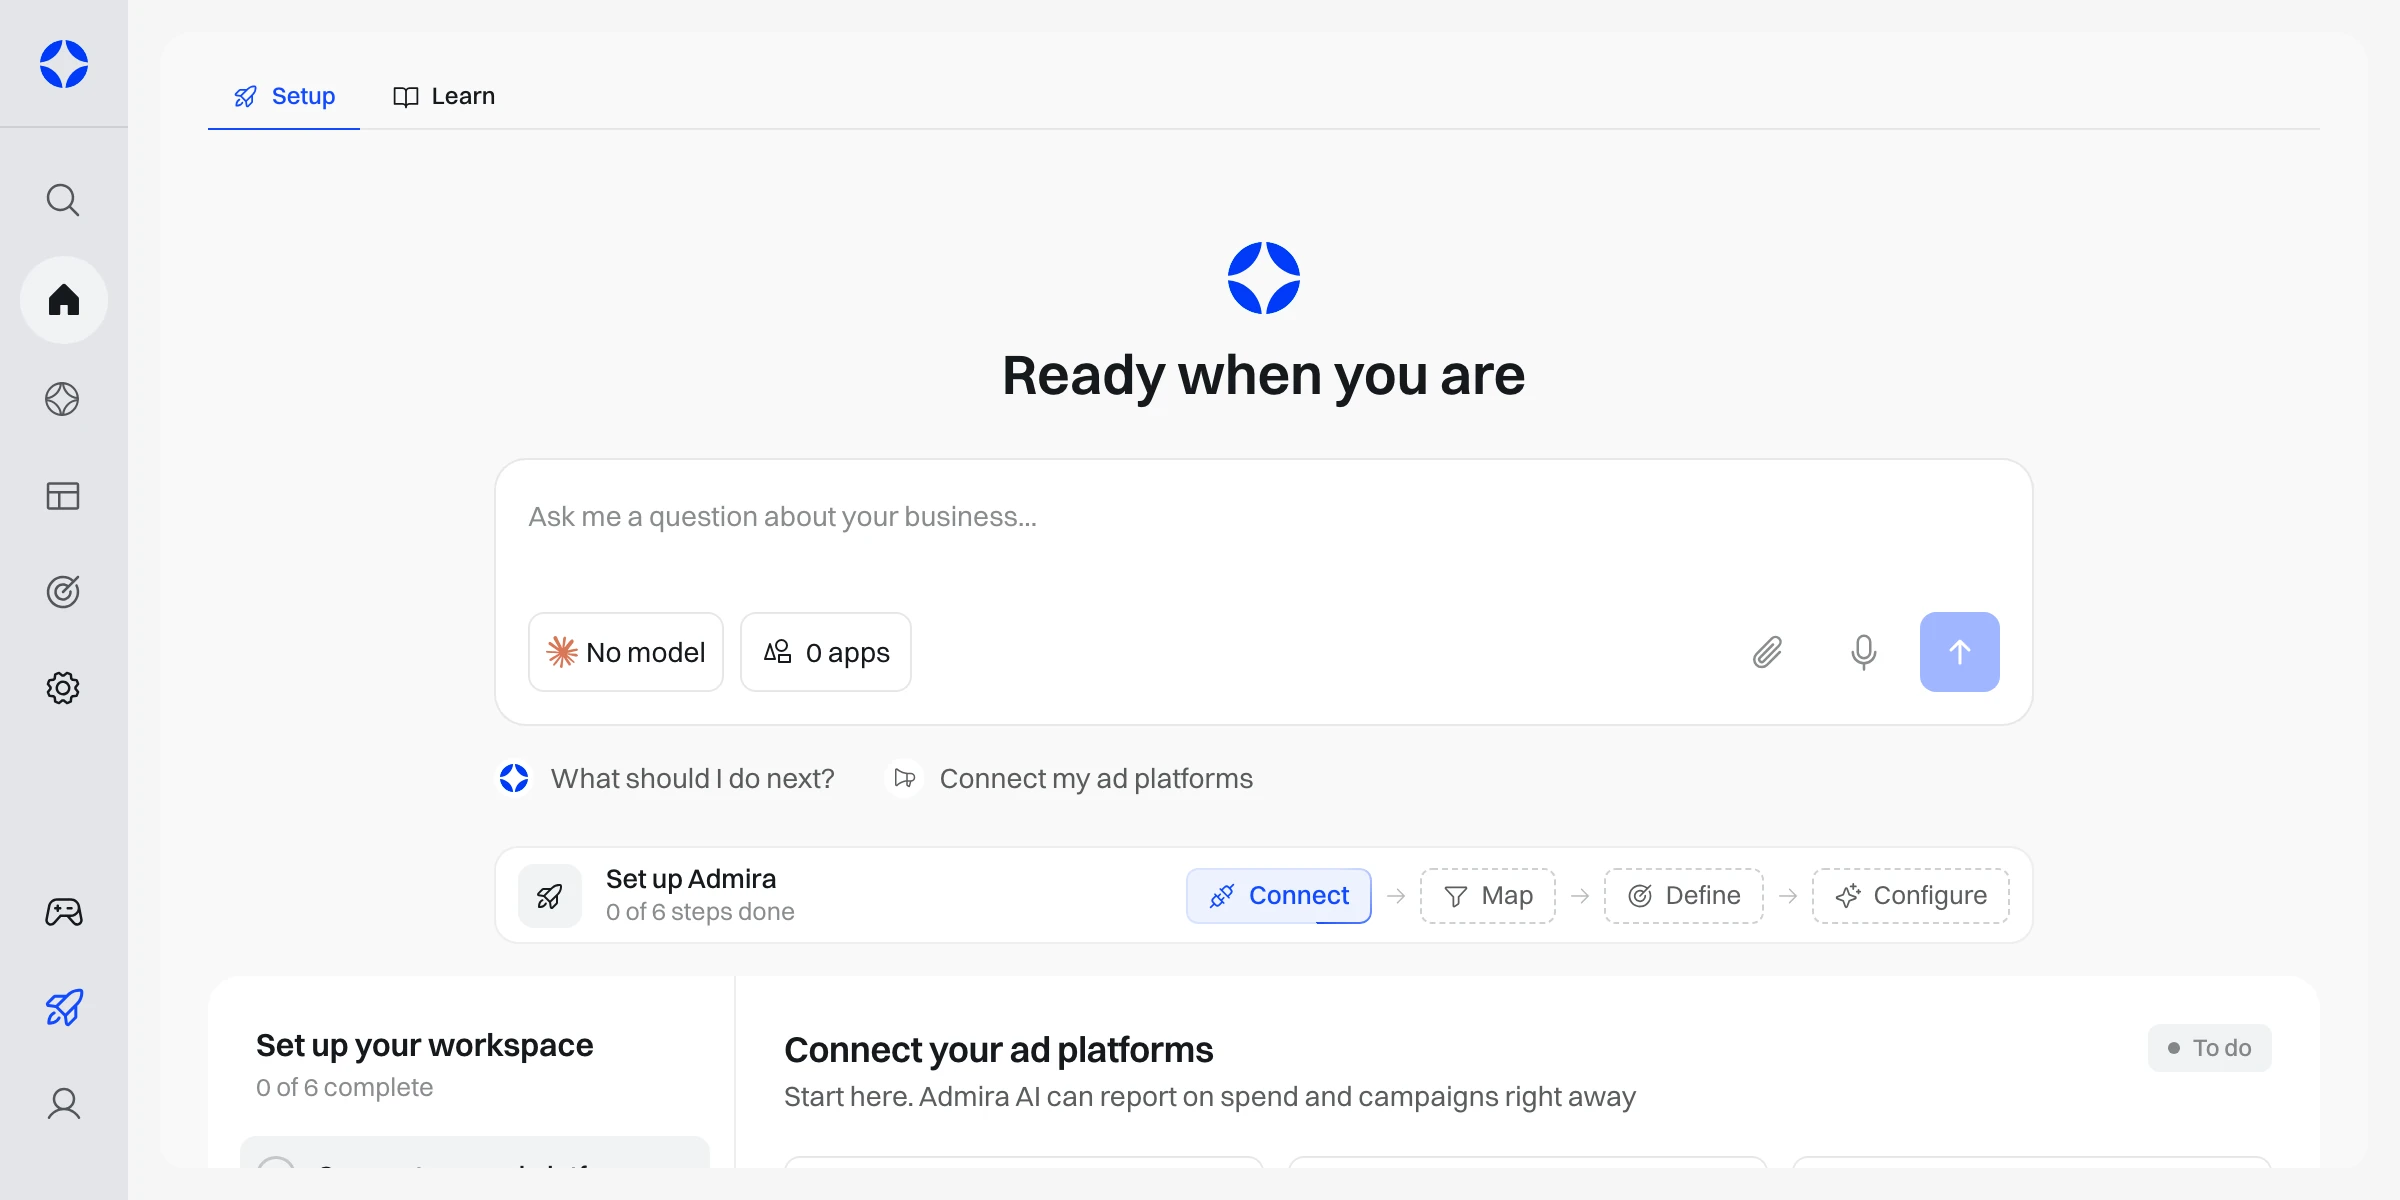 Setup
Learn
Ready when you are
Ask me a question about your business...
No model
0 apps
What should I do next?
Connect my ad platforms
Set up Admira
0 of 6 steps done
Connect
Map
Define
Configure
Set up your workspace
0 of 6 complete
Connect your ad platforms
To do
Start here. Admira AI can report on spend and campaigns right away